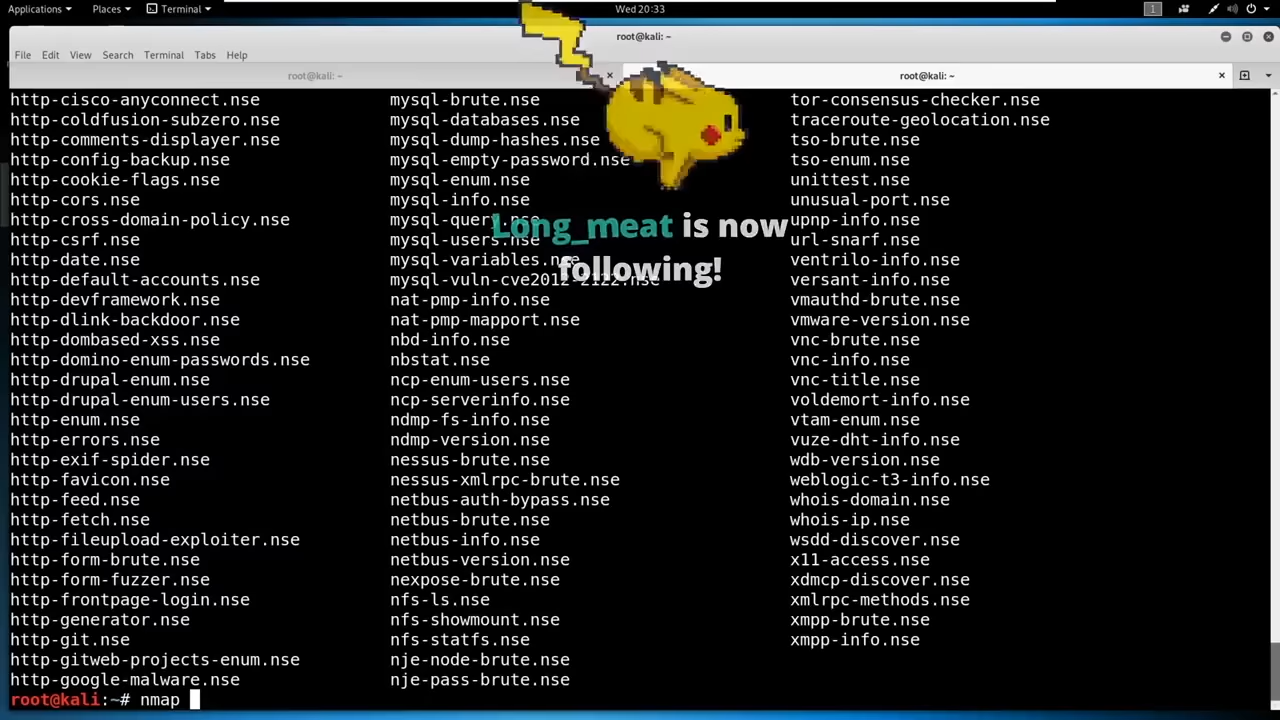 Applications Places Terminal Wed 20:33 1
root@kali: ~
File Edit View Search Terminal Tabs Help
root@kali: ~ root@kali: ~
http-cisco-anyconnect.nse mysql-brute.nse tor-consensus-checker.nse
http-coldfusion-subzero.nse mysql-databases.nse traceroute-geolocation.nse
http-comments-displayer.nse mysql-dump-hashes.nse tso-brute.nse
http-config-backup.nse mysql-empty-password.nse tso-enum.nse
http-cookie-flags.nse mysql-enum.nse unittest.nse
http-cors.nse mysql-info.nse unusual-port.nse
http-cross-domain-policy.nse mysql-query.nse upnp-info.nse
Long_meat is now
http-csrf.nse mysql-users.nse url-snarf.nse
http-date.nse mysql-variables.nse ventrilo-info.nse
following!
http-default-accounts.nse mysql-vuln-cve2012-2122.nse versant-info.nse
http-devframework.nse nat-pmp-info.nse vmauthd-brute.nse
http-dlink-backdoor.nse nat-pmp-mapport.nse vmware-version.nse
http-dombased-xss.nse nbd-info.nse vnc-brute.nse
http-domino-enum-passwords.nse nbstat.nse vnc-info.nse
http-drupal-enum.nse ncp-enum-users.nse vnc-title.nse
http-drupal-enum-users.nse ncp-serverinfo.nse voldemort-info.nse
http-enum.nse ndmp-fs-info.nse vtam-enum.nse
http-errors.nse ndmp-version.nse vuze-dht-info.nse
http-exif-spider.nse nessus-brute.nse wdb-version.nse
http-favicon.nse nessus-xmlrpc-brute.nse weblogic-t3-info.nse
http-feed.nse netbus-auth-bypass.nse whois-domain.nse
http-fetch.nse netbus-brute.nse whois-ip.nse
http-fileupload-exploiter.nse netbus-info.nse wsdd-discover.nse
http-form-brute.nse netbus-version.nse x11-access.nse
http-form-fuzzer.nse nexpose-brute.nse xdmcp-discover.nse
http-frontpage-login.nse nfs-ls.nse xmlrpc-methods.nse
http-generator.nse nfs-showmount.nse xmpp-brute.nse
http-git.nse nfs-statfs.nse xmpp-info.nse
http-gitweb-projects-enum.nse nje-node-brute.nse
http-google-malware.nse nje-pass-brute.nse
root@kali:~# nmap